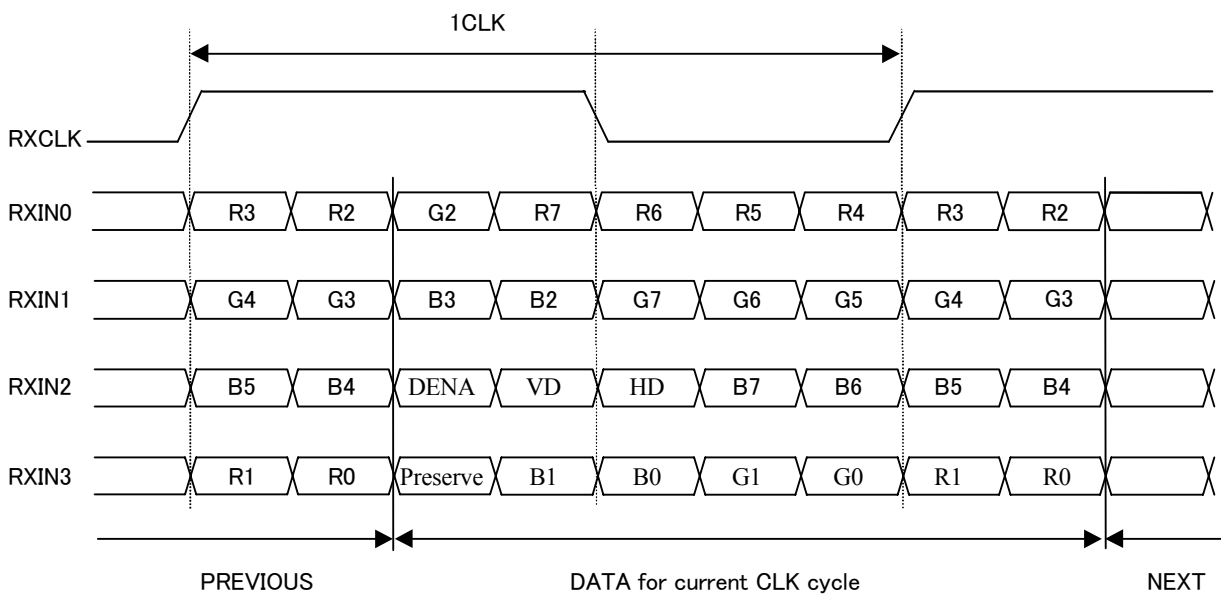 1CLK
RXCLK
RXIN0 R3 R2 G2 R7 R6 R5 R4 R3 R2
RXIN1 G4 G3 B3 B2 G7 G6 G5 G4 G3
RXIN2 B5 B4 DENA VD HD B7 B6 B5 B4
RXIN3 R1 R0 Preserve B1 B0 G1 G0 R1 R0
PREVIOUS DATA for current CLK cycle NEXT